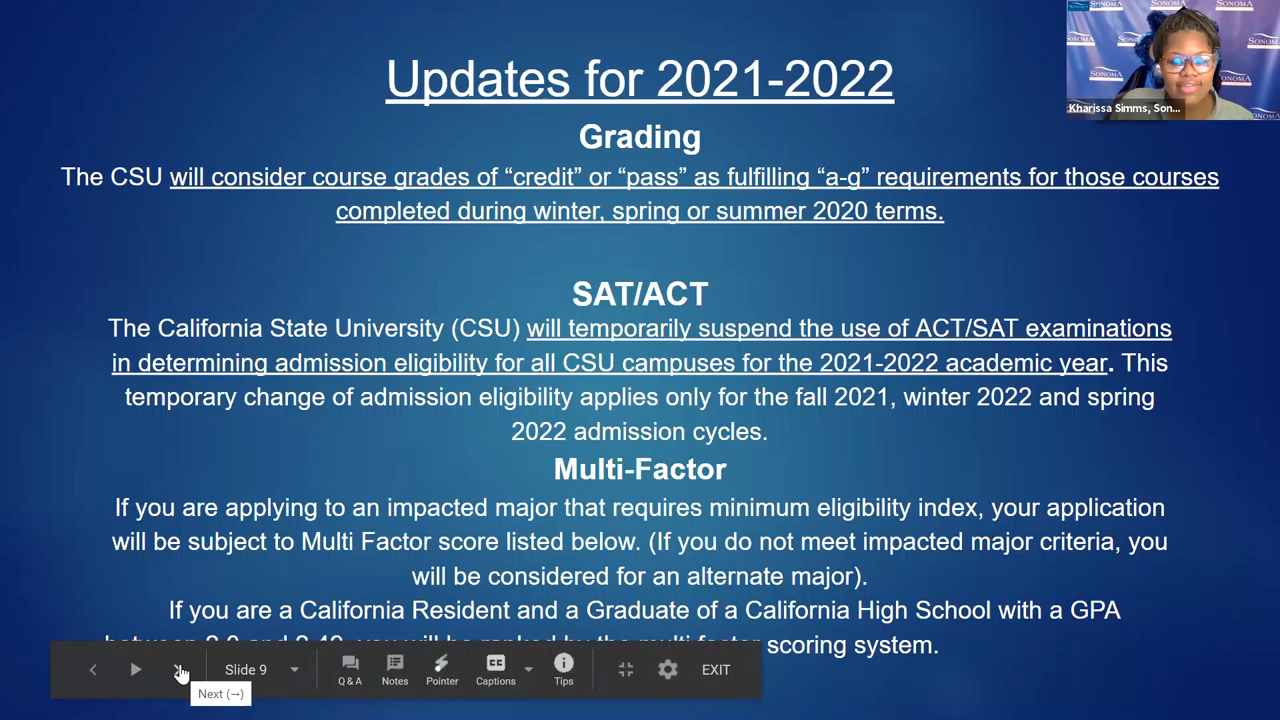 Updates for 2021-2022
Grading
The CSU will consider course grades of “credit” or “pass” as fulfilling “a-g” requirements for those courses
completed during winter, spring or summer 2020 terms.
SAT/ACT
The California State University (CSU) will temporarily suspend the use of ACT/SAT examinations
in determining admission eligibility for all CSU campuses for the 2021-2022 academic year. This
temporary change of admission eligibility applies only for the fall 2021, winter 2022 and spring
2022 admission cycles.
Multi-Factor
If you are applying to an impacted major that requires minimum eligibility index, your application
will be subject to Multi Factor score listed below. (If you do not meet impacted major criteria, you
will be considered for an alternate major).
If you are a California Resident and a Graduate of a California High School with a GPA
scoring system.
SONOMA
SONOMA
SONOMA
SONOMA
Kharissa Simms, Son...
Slide 9
Q & A
Notes
Pointer
Captions
Tips
EXIT
Next (→)